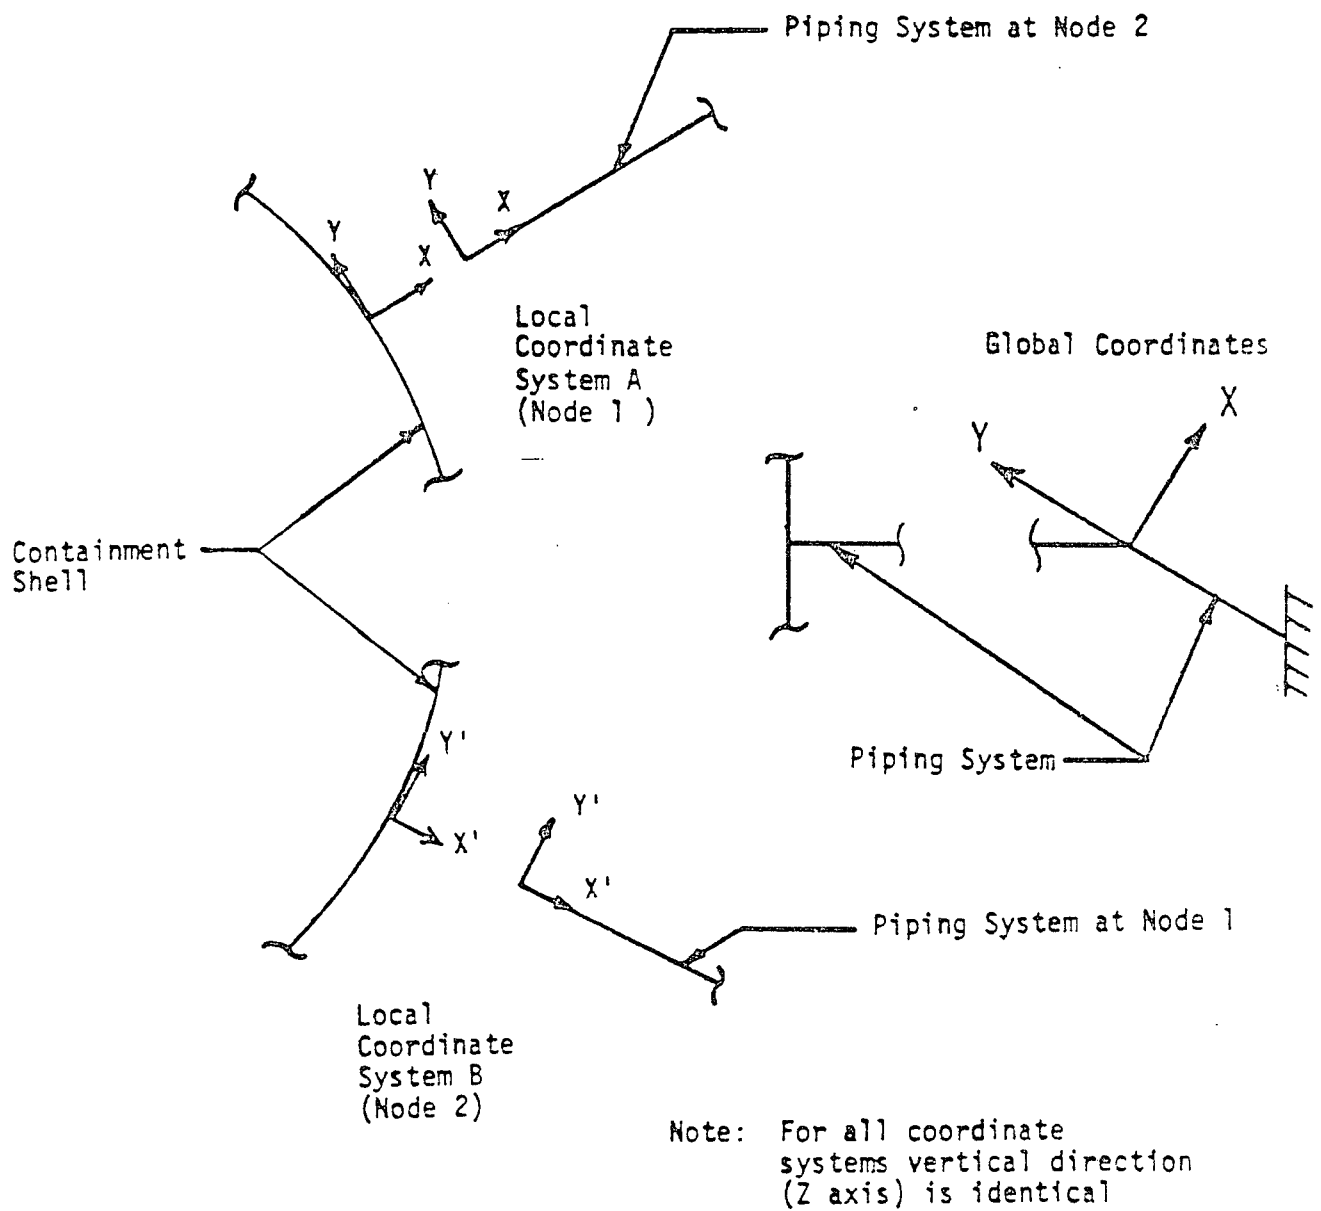 Piping System at Node 2
Y
X
Y
X
Local
Coordinate
System A
(Node 1 )
Global Coordinates
X
Y
Containment
Shell
Piping System
Y'
X'
Y'
X'
Piping System at Node 1
Local
Coordinate
System B
(Node 2)
Note: For all coordinate
systems vertical direction
(Z axis) is identical